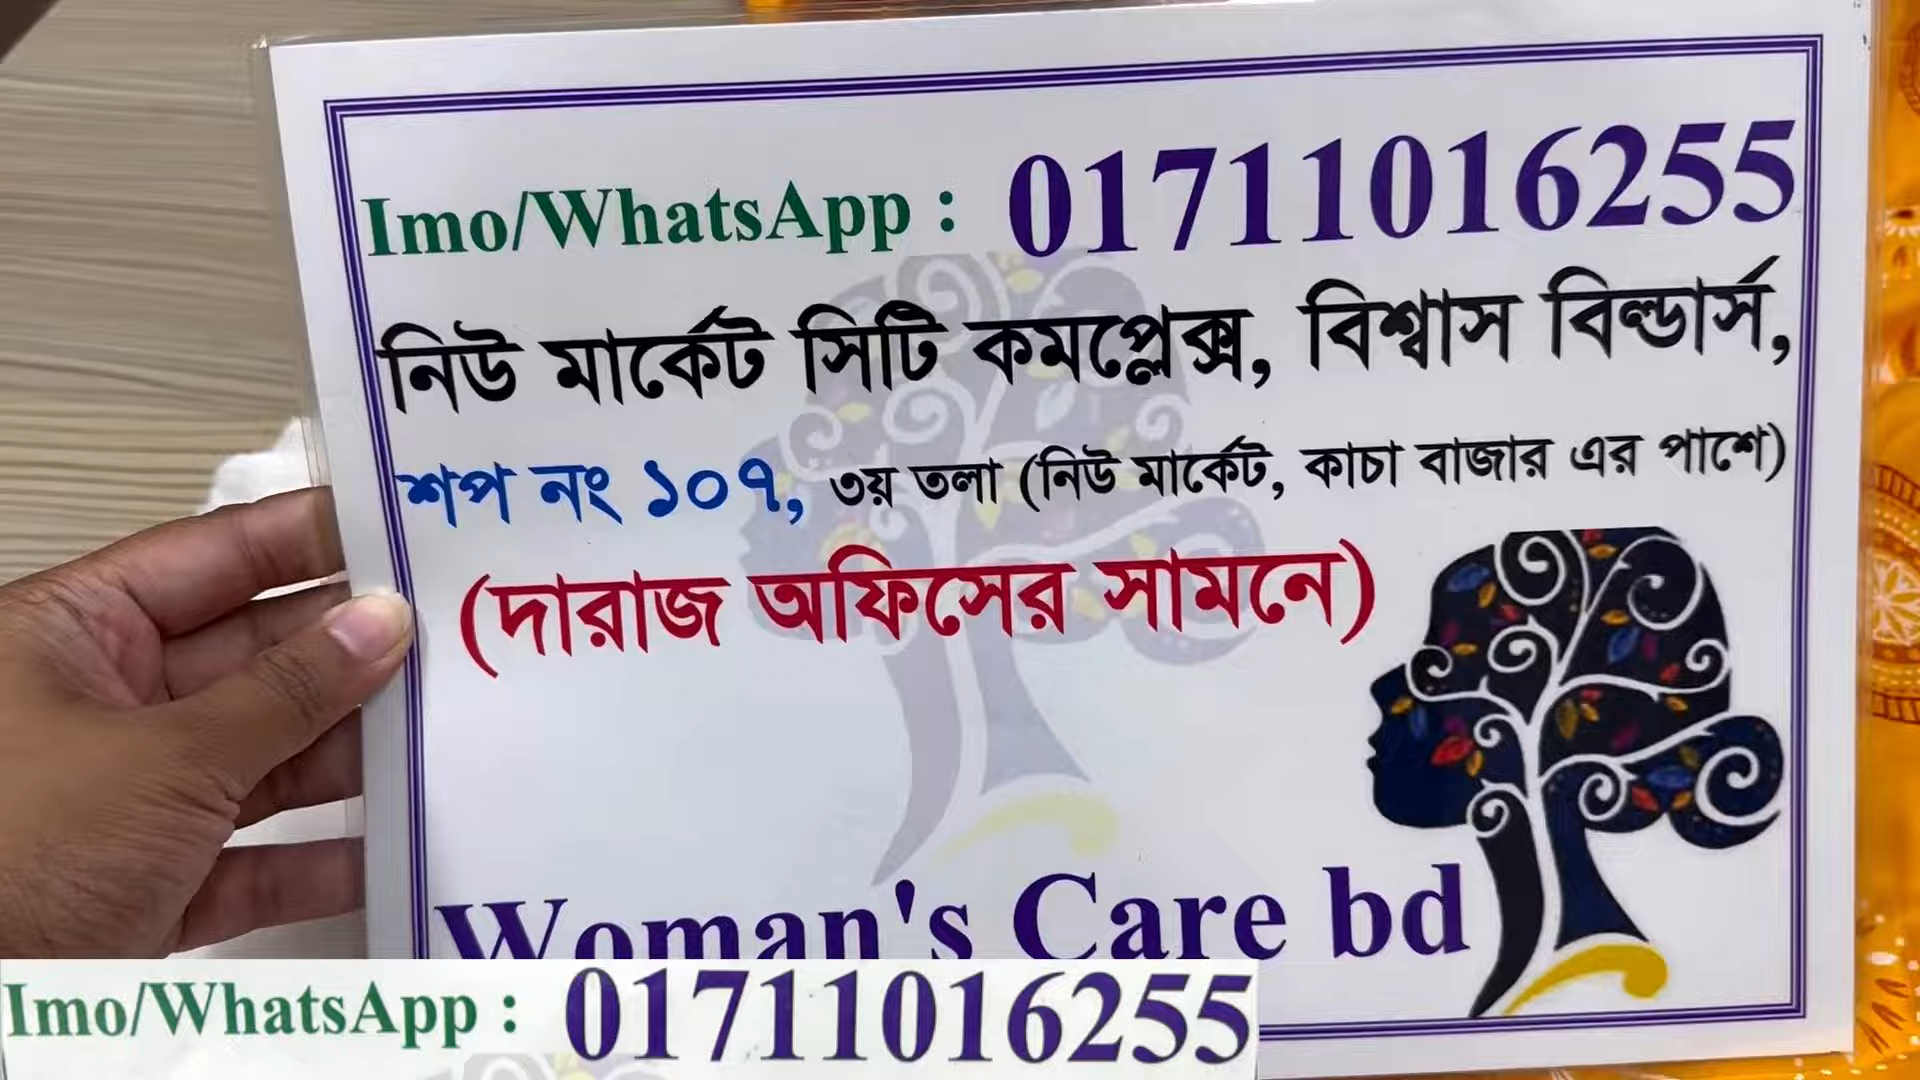 Imo/WhatsApp : 01711016255
নিউ মার্কেট সিটি কমপ্লেক্স, বিশ্বাস বিল্ডার্স,
শপ নং ১০৭, ৩য় তলা (নিউ মার্কেট, কাচা বাজার এর পাশে)
(দারাজ অফিসের সামনে)
Woman's Care bd
Imo/WhatsApp : 01711016255